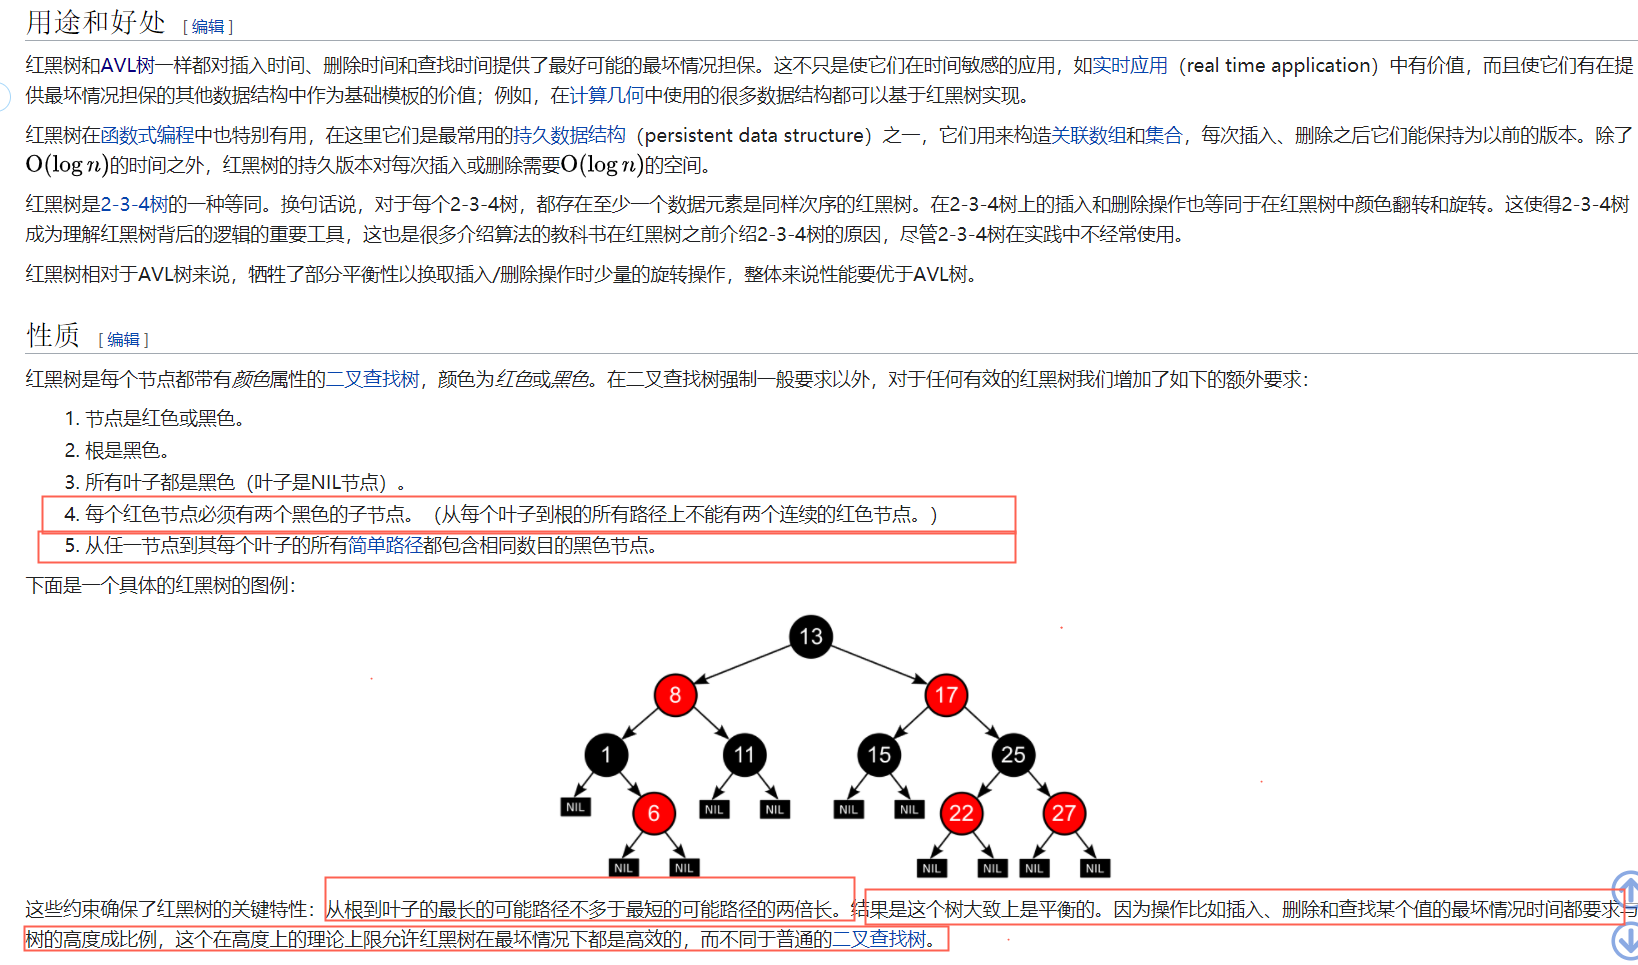 用途和好处 [ 编辑 ]
红黑树和AVL树一样都对插入时间、删除时间和查找时间提供了最好可能的最坏情况担保。这不只是使它们在时间敏感的应用，如实时应用（real time application）中有价值，而且使它们有在提
供最坏情况担保的其他数据结构中作为基础模板的价值；例如，在计算几何中使用的很多数据结构都可以基于红黑树实现。
红黑树在函数式编程中也特别有用，在这里它们是最常用的持久数据结构（persistent data structure）之一，它们用来构造关联数组和集合，每次插入、删除之后它们能保持为以前的版本。除了
O(log n)的时间之外，红黑树的持久版本对每次插入或删除需要O(log n)的空间。
红黑树是2-3-4树的一种等同。换句话说，对于每个2-3-4树，都存在至少一个数据元素是同样次序的红黑树。在2-3-4树上的插入和删除操作也等同于在红黑树中颜色翻转和旋转。这使得2-3-4树
成为理解红黑树背后的逻辑的重要工具，这也是很多介绍算法的教科书在红黑树之前介绍2-3-4树的原因，尽管2-3-4树在实践中不经常使用。
红黑树相对于AVL树来说，牺牲了部分平衡性以换取插入/删除操作时少量的旋转操作，整体来说性能要优于AVL树。
性质 [ 编辑 ]
红黑树是每个节点都带有颜色属性的二叉查找树，颜色为红色或黑色。在二叉查找树强制一般要求以外，对于任何有效的红黑树我们增加了如下的额外要求：
1. 节点是红色或黑色。
2. 根是黑色。
3. 所有叶子都是黑色（叶子是NIL节点）。
4. 每个红色节点必须有两个黑色的子节点。（从每个叶子到根的所有路径上不能有两个连续的红色节点。）
5. 从任一节点到其每个叶子的所有简单路径都包含相同数目的黑色节点。
下面是一个具体的红黑树的图例：
13
8 17
1 11 15 25
NIL 6 NIL NIL NIL NIL 22 27
NIL NIL NIL NIL NIL NIL
这些约束确保了红黑树的关键特性：从根到叶子的最长的可能路径不多于最短的可能路径的两倍长。结果是这个树大致上是平衡的。因为操作比如插入、删除和查找某个值的最坏情况时间都要求与
树的高度成比例，这个在高度上的理论上限允许红黑树在最坏情况下都是高效的，而不同于普通的二叉查找树。